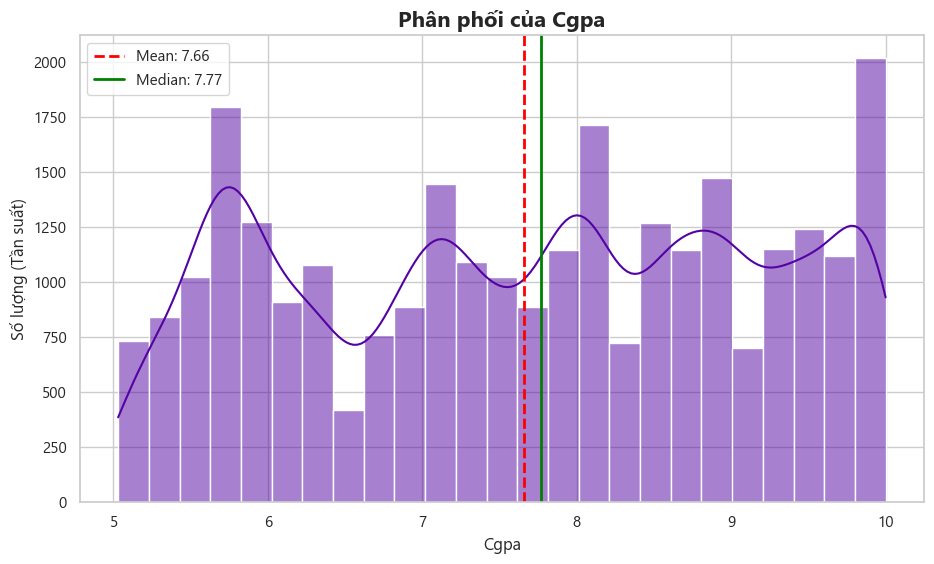 Phân phối của Cgpa
Mean: 7.66
Median: 7.77
Số lượng (Tần suất)
2000
1750
1500
1250
1000
750
500
250
0
5 6 7 8 9 10
Cgpa